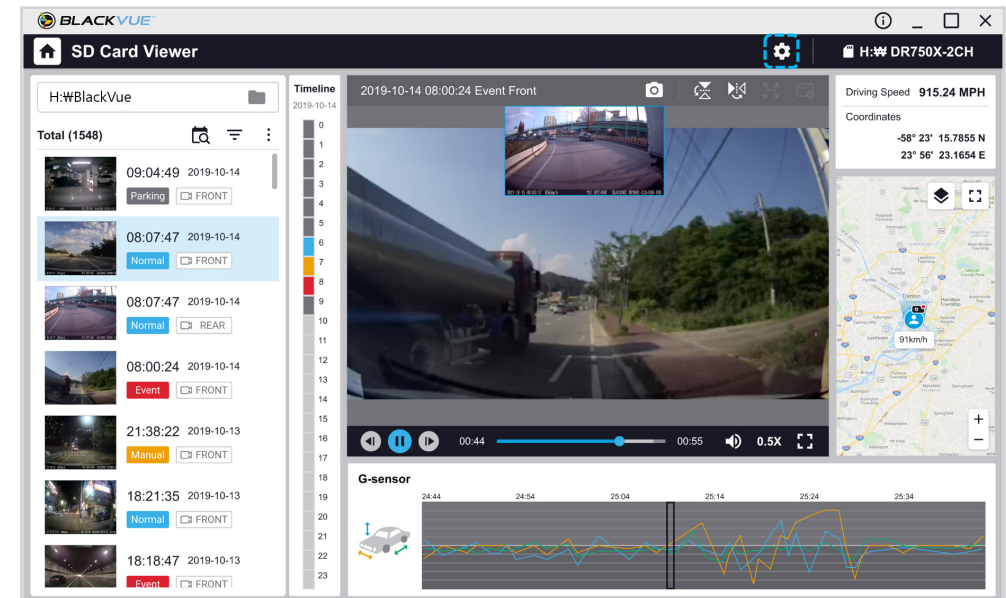 BLACKVUE
SD Card Viewer
H:₩ DR750X-2CH
H:₩BlackVue
Total (1548)
09:04:49 2019-10-14
Parking FRONT
08:07:47 2019-10-14
Normal FRONT
08:07:47 2019-10-14
Normal REAR
08:00:24 2019-10-14
Event FRONT
21:38:22 2019-10-13
Manual FRONT
18:21:35 2019-10-13
Normal FRONT
18:18:47 2019-10-13
Event FRONT
Timeline
2019-10-14
0
1
2
3
4
5
6
7
8
9
10
11
12
13
14
15
16
17
18
19
20
21
22
23
2019-10-14 08:00:24 Event Front
00:44
00:55
0.5X
G-sensor
24:44 24:54 25:04 25:14 25:24 25:34
Driving Speed 915.24 MPH
Coordinates
-58° 23' 15.7855 N
23° 56' 23.1654 E
Trenton
Hamilton
Township
91km/h
+
−